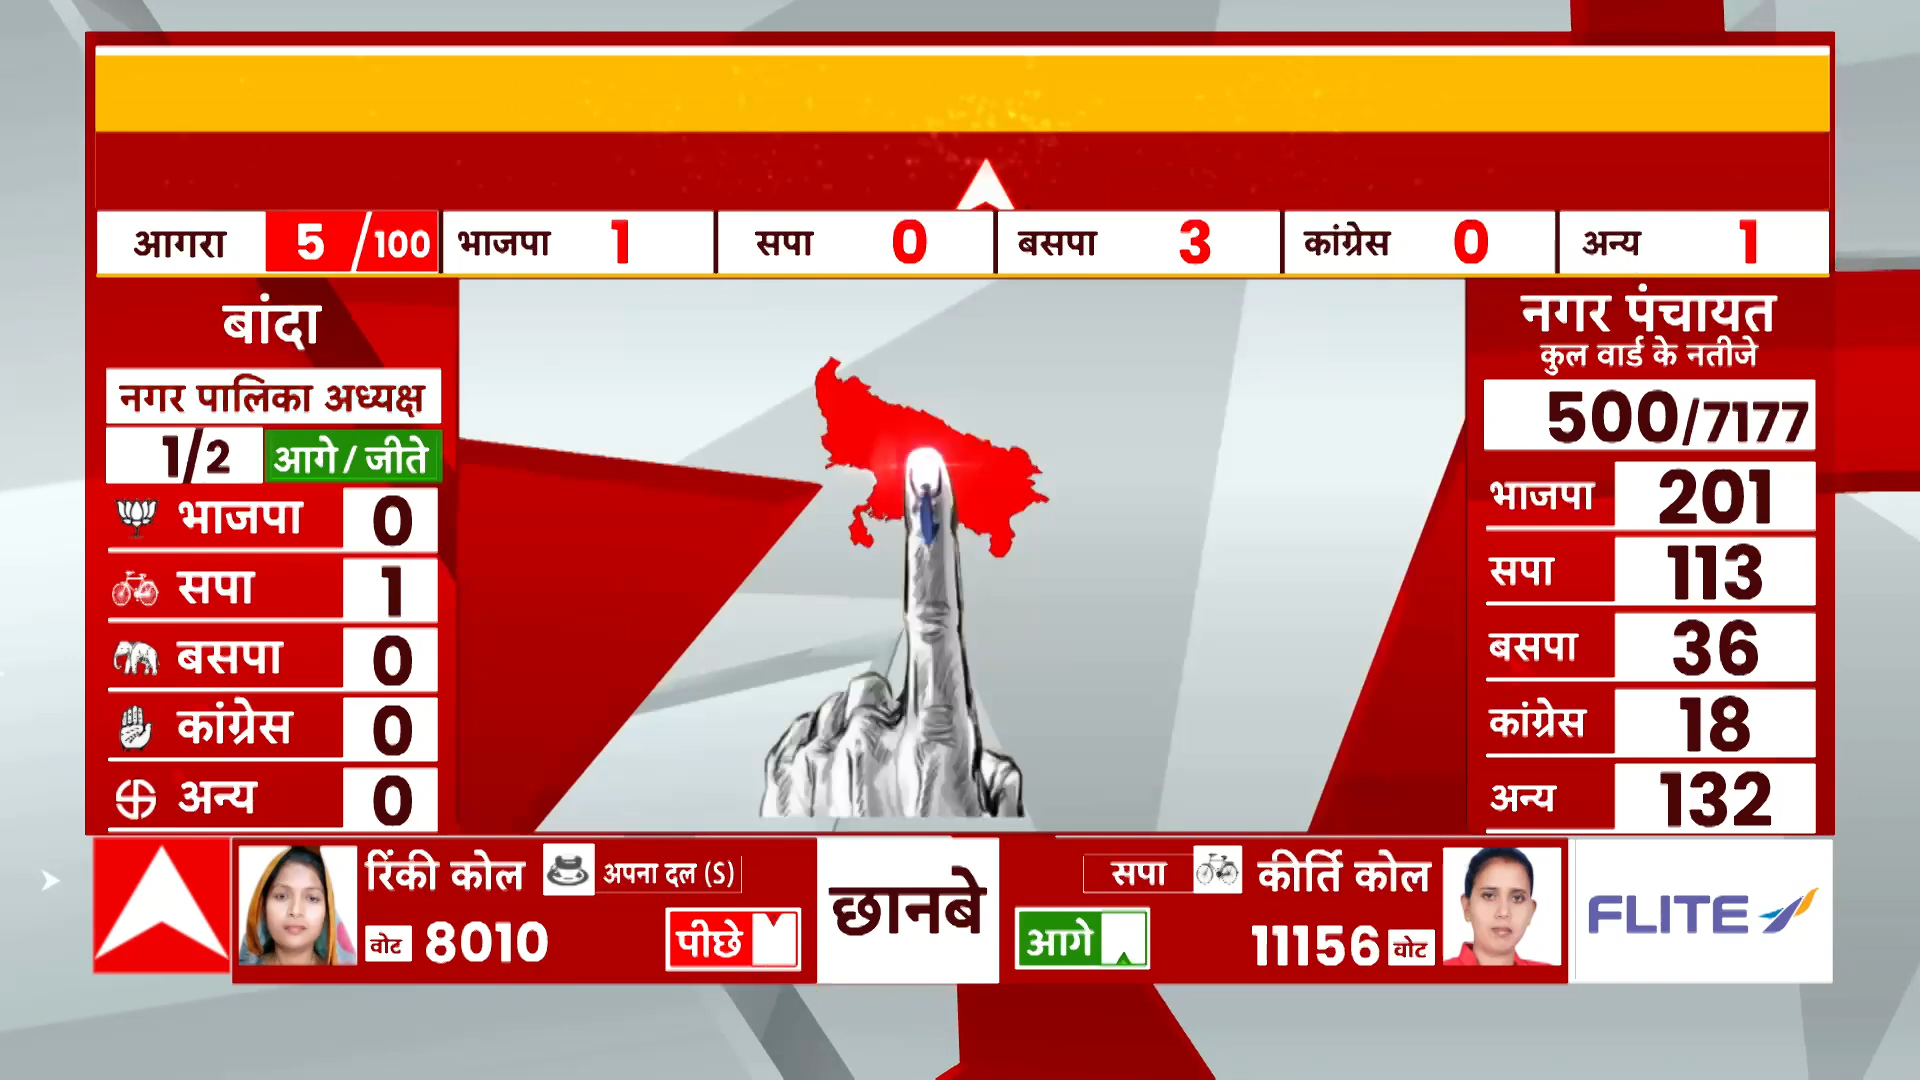 आगरा 5 /100 भाजपा 1 सपा 0 बसपा 3 कांग्रेस 0 अन्य 1
बांदा
नगर पालिका अध्यक्ष
1/2 आगे / जीते
भाजपा 0
सपा 1
बसपा 0
कांग्रेस 0
अन्य 0
नगर पंचायत
कुल वार्ड के नतीजे
500/7177
भाजपा 201
सपा 113
बसपा 36
कांग्रेस 18
अन्य 132
रिंकी कोल अपना दल (S)
वोट 8010 पीछे
छानबे
सपा कीर्ति कोल
आगे 11156 वोट
FLITE